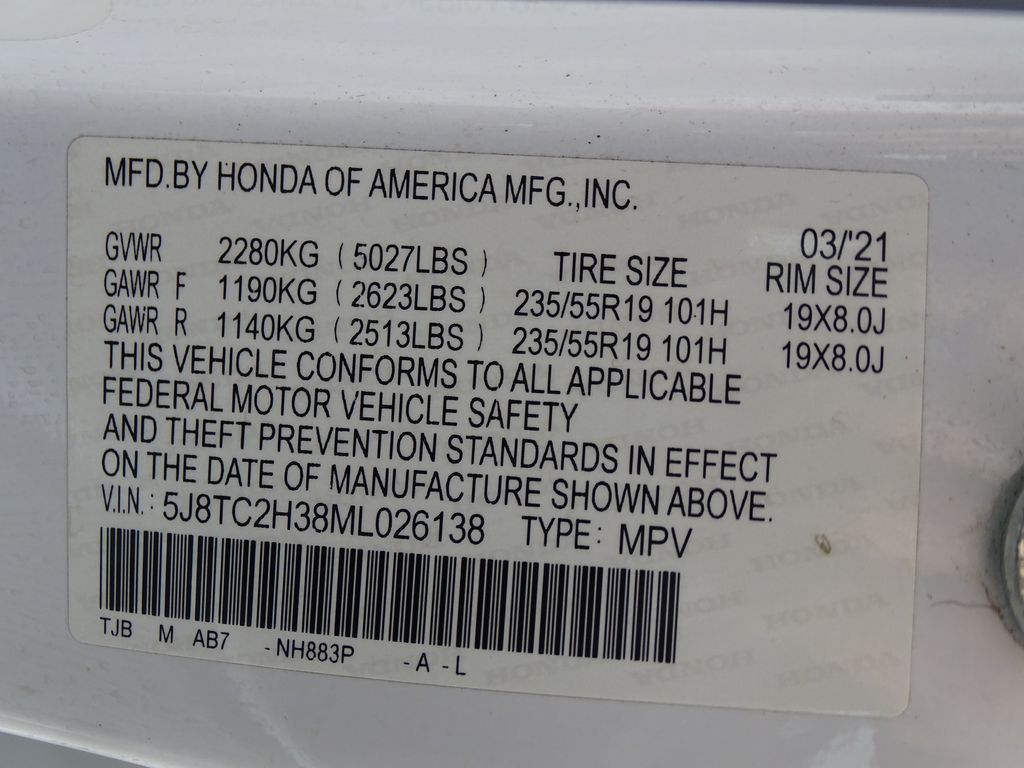 MFD.BY HONDA OF AMERICA MFG.,INC.
03/'21
GVWR 2280KG ( 5027LBS ) TIRE SIZE RIM SIZE
GAWR F 1190KG ( 2623LBS ) 235/55R19 101H 19X8.0J
GAWR R 1140KG ( 2513LBS ) 235/55R19 101H 19X8.0J
THIS VEHICLE CONFORMS TO ALL APPLICABLE
FEDERAL MOTOR VEHICLE SAFETY
AND THEFT PREVENTION STANDARDS IN EFFECT
ON THE DATE OF MANUFACTURE SHOWN ABOVE.
V.I.N.: 5J8TC2H38ML026138 TYPE: MPV
TJB M AB7 -NH883P -A -L